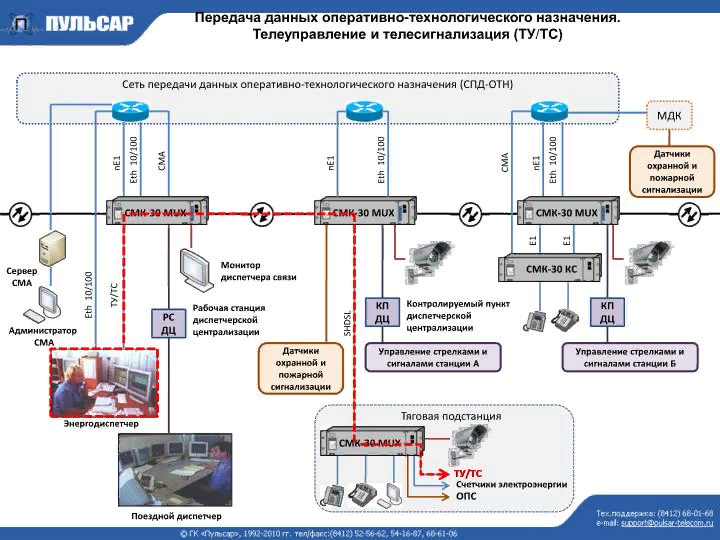 ПУЛЬСАР
Передача данных оперативно-технологического назначения.
Телеуправление и телесигнализация (ТУ/ТС)
Сеть передачи данных оперативно-технологического назначения (СПД-ОТН)
МДК
Датчики
охранной и
пожарной
сигнализации
nE1
Eth 10/100
СМА
nE1
Eth 10/100
СМА
nE1
Eth 10/100
СМК-30 MUX
СМК-30 MUX
СМК-30 MUX
E1
E1
СМК-30 КС
Сервер
СМА
Администратор
СМА
Eth 10/100
ТУ/ТС
Монитор
диспетчера связи
РС
ДЦ
Рабочая станция
диспетчерской
централизации
SHDSL
КП
ДЦ
Контролируемый пункт
диспетчерской
централизации
КП
ДЦ
Датчики
охранной и
пожарной
сигнализации
Управление стрелками и
сигналами станции А
Управление стрелками и
сигналами станции Б
Энергодиспетчер
Поездной диспетчер
Тяговая подстанция
СМК-30 MUX
ТУ/ТС
Счетчики электроэнергии
ОПС
Тех.поддержка: (8412) 68-01-68
e-mail: support@pulsar-telecom.ru
© ГК «Пульсар», 1992-2010 гг. тел/факс:(8412) 52-56-62, 54-16-87, 68-61-06